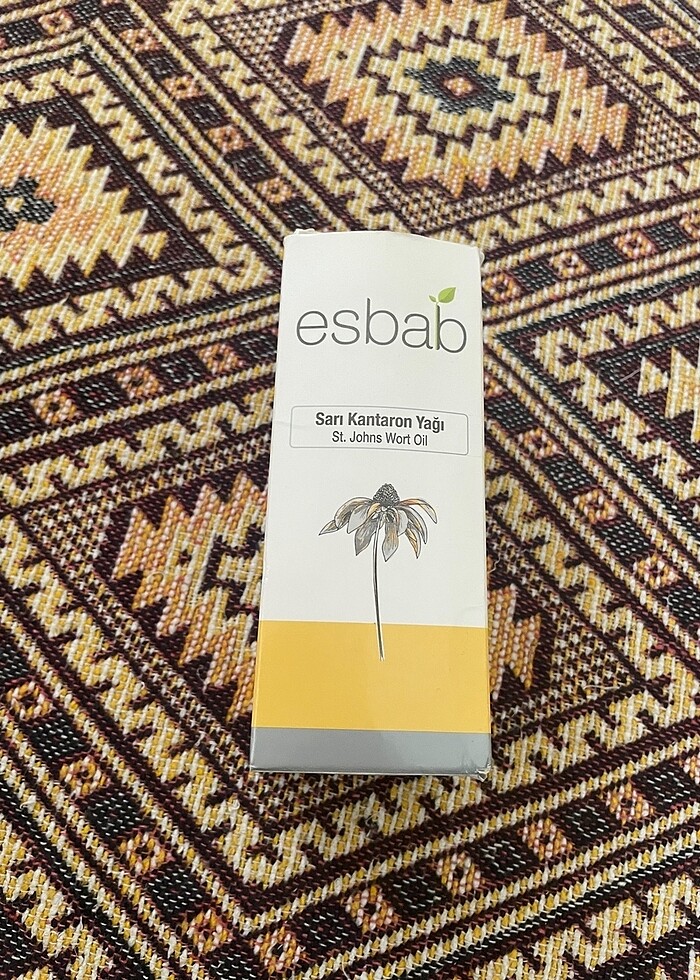 esbab
Sarı Kantaron Yağı
St. Johns Wort Oil